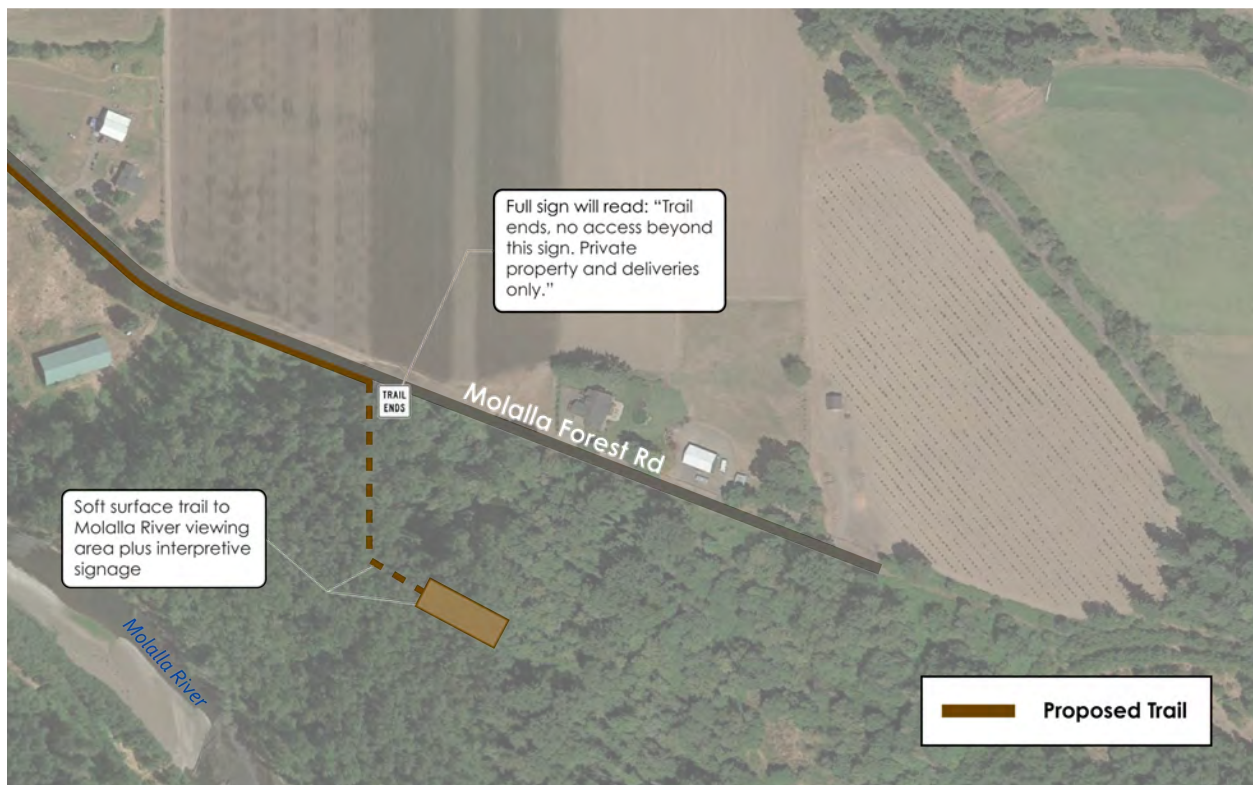 Full sign will read: “Trail
ends, no access beyond
this sign. Private
property and deliveries
only.”
TRAIL
ENDS
Molalla Forest Rd
Soft surface trail to
Molalla River viewing
area plus interpretive
signage
Molalla River
Proposed Trail